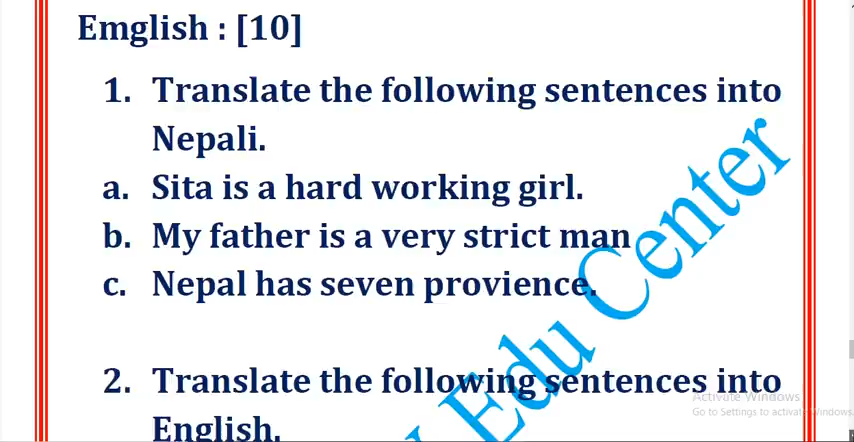 Emglish : [10]
1. Translate the following sentences into
Nepali.
a. Sita is a hard working girl.
b. My father is a very strict man
c. Nepal has seven provience.
2. Translate the following sentences into
English.
Edu Center
Activate Windows
Go to Settings to activate Windows.